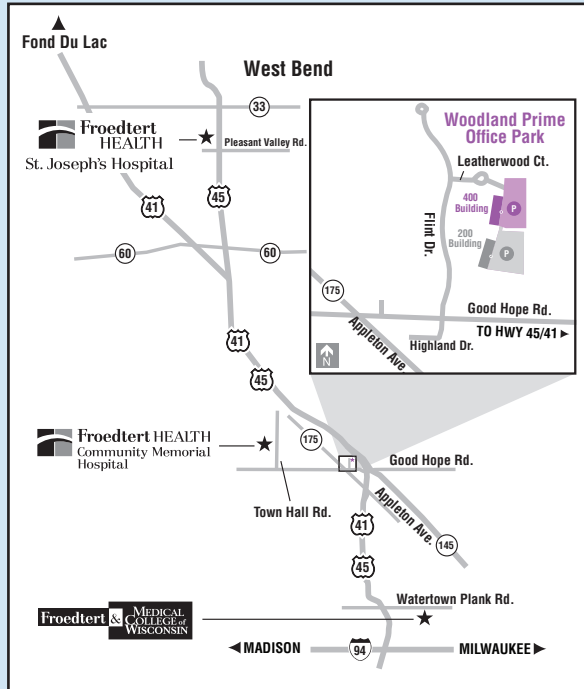 Fond Du Lac
West Bend
33
Froedtert
HEALTH
St. Joseph's Hospital
Pleasant Valley Rd.
41
45
60
60
41
45
Woodland Prime
Office Park
Leatherwood Ct.
400
Building
P
200
Building
P
Flint Dr.
175
Appleton Ave.
Good Hope Rd.
TO HWY 45/41
Highland Dr.
N
Froedtert HEALTH
Community Memorial
Hospital
175
Good Hope Rd.
Town Hall Rd.
Appleton Ave.
41
145
45
Watertown Plank Rd.
Froedtert & MEDICAL
COLLEGE of
WISCONSIN
MADISON
94
MILWAUKEE